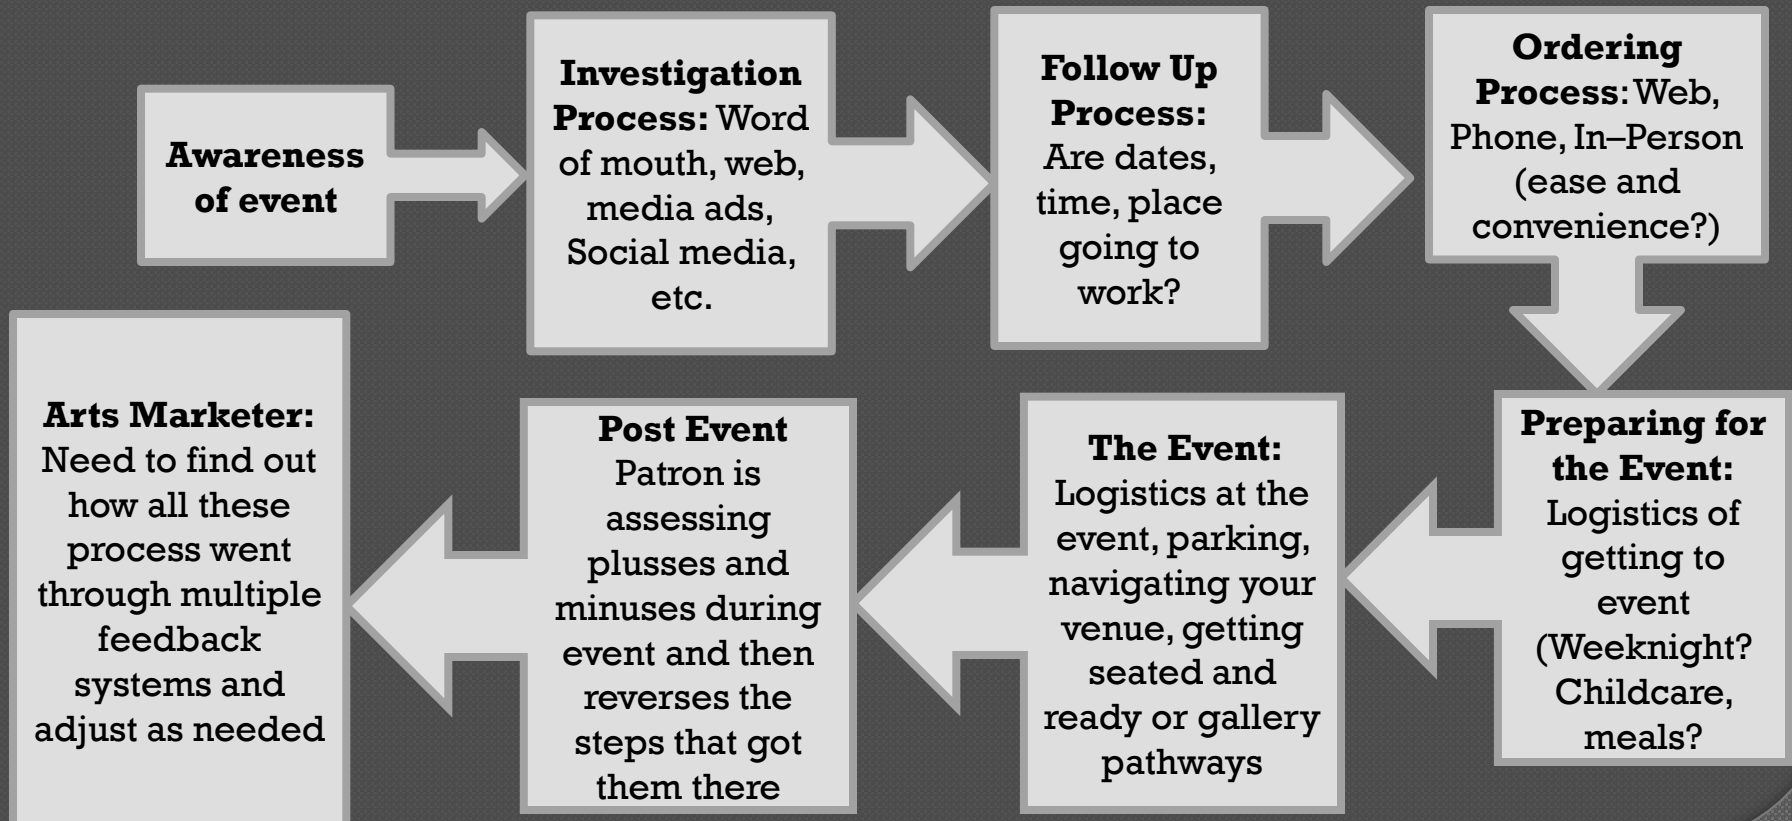 Awareness
of event
Investigation
Process: Word
of mouth, web,
media ads,
Social media,
etc.
Follow Up
Process:
Are dates,
time, place
going to
work?
Ordering
Process: Web,
Phone, In–Person
(ease and
convenience?)
Preparing for
the Event:
Logistics of
getting to
event
(Weeknight?
Childcare,
meals?
The Event:
Logistics at the
event, parking,
navigating your
venue, getting
seated and
ready or gallery
pathways
Post Event
Patron is
assessing
plusses and
minuses during
event and then
reverses the
steps that got
them there
Arts Marketer:
Need to find out
how all these
process went
through multiple
feedback
systems and
adjust as needed